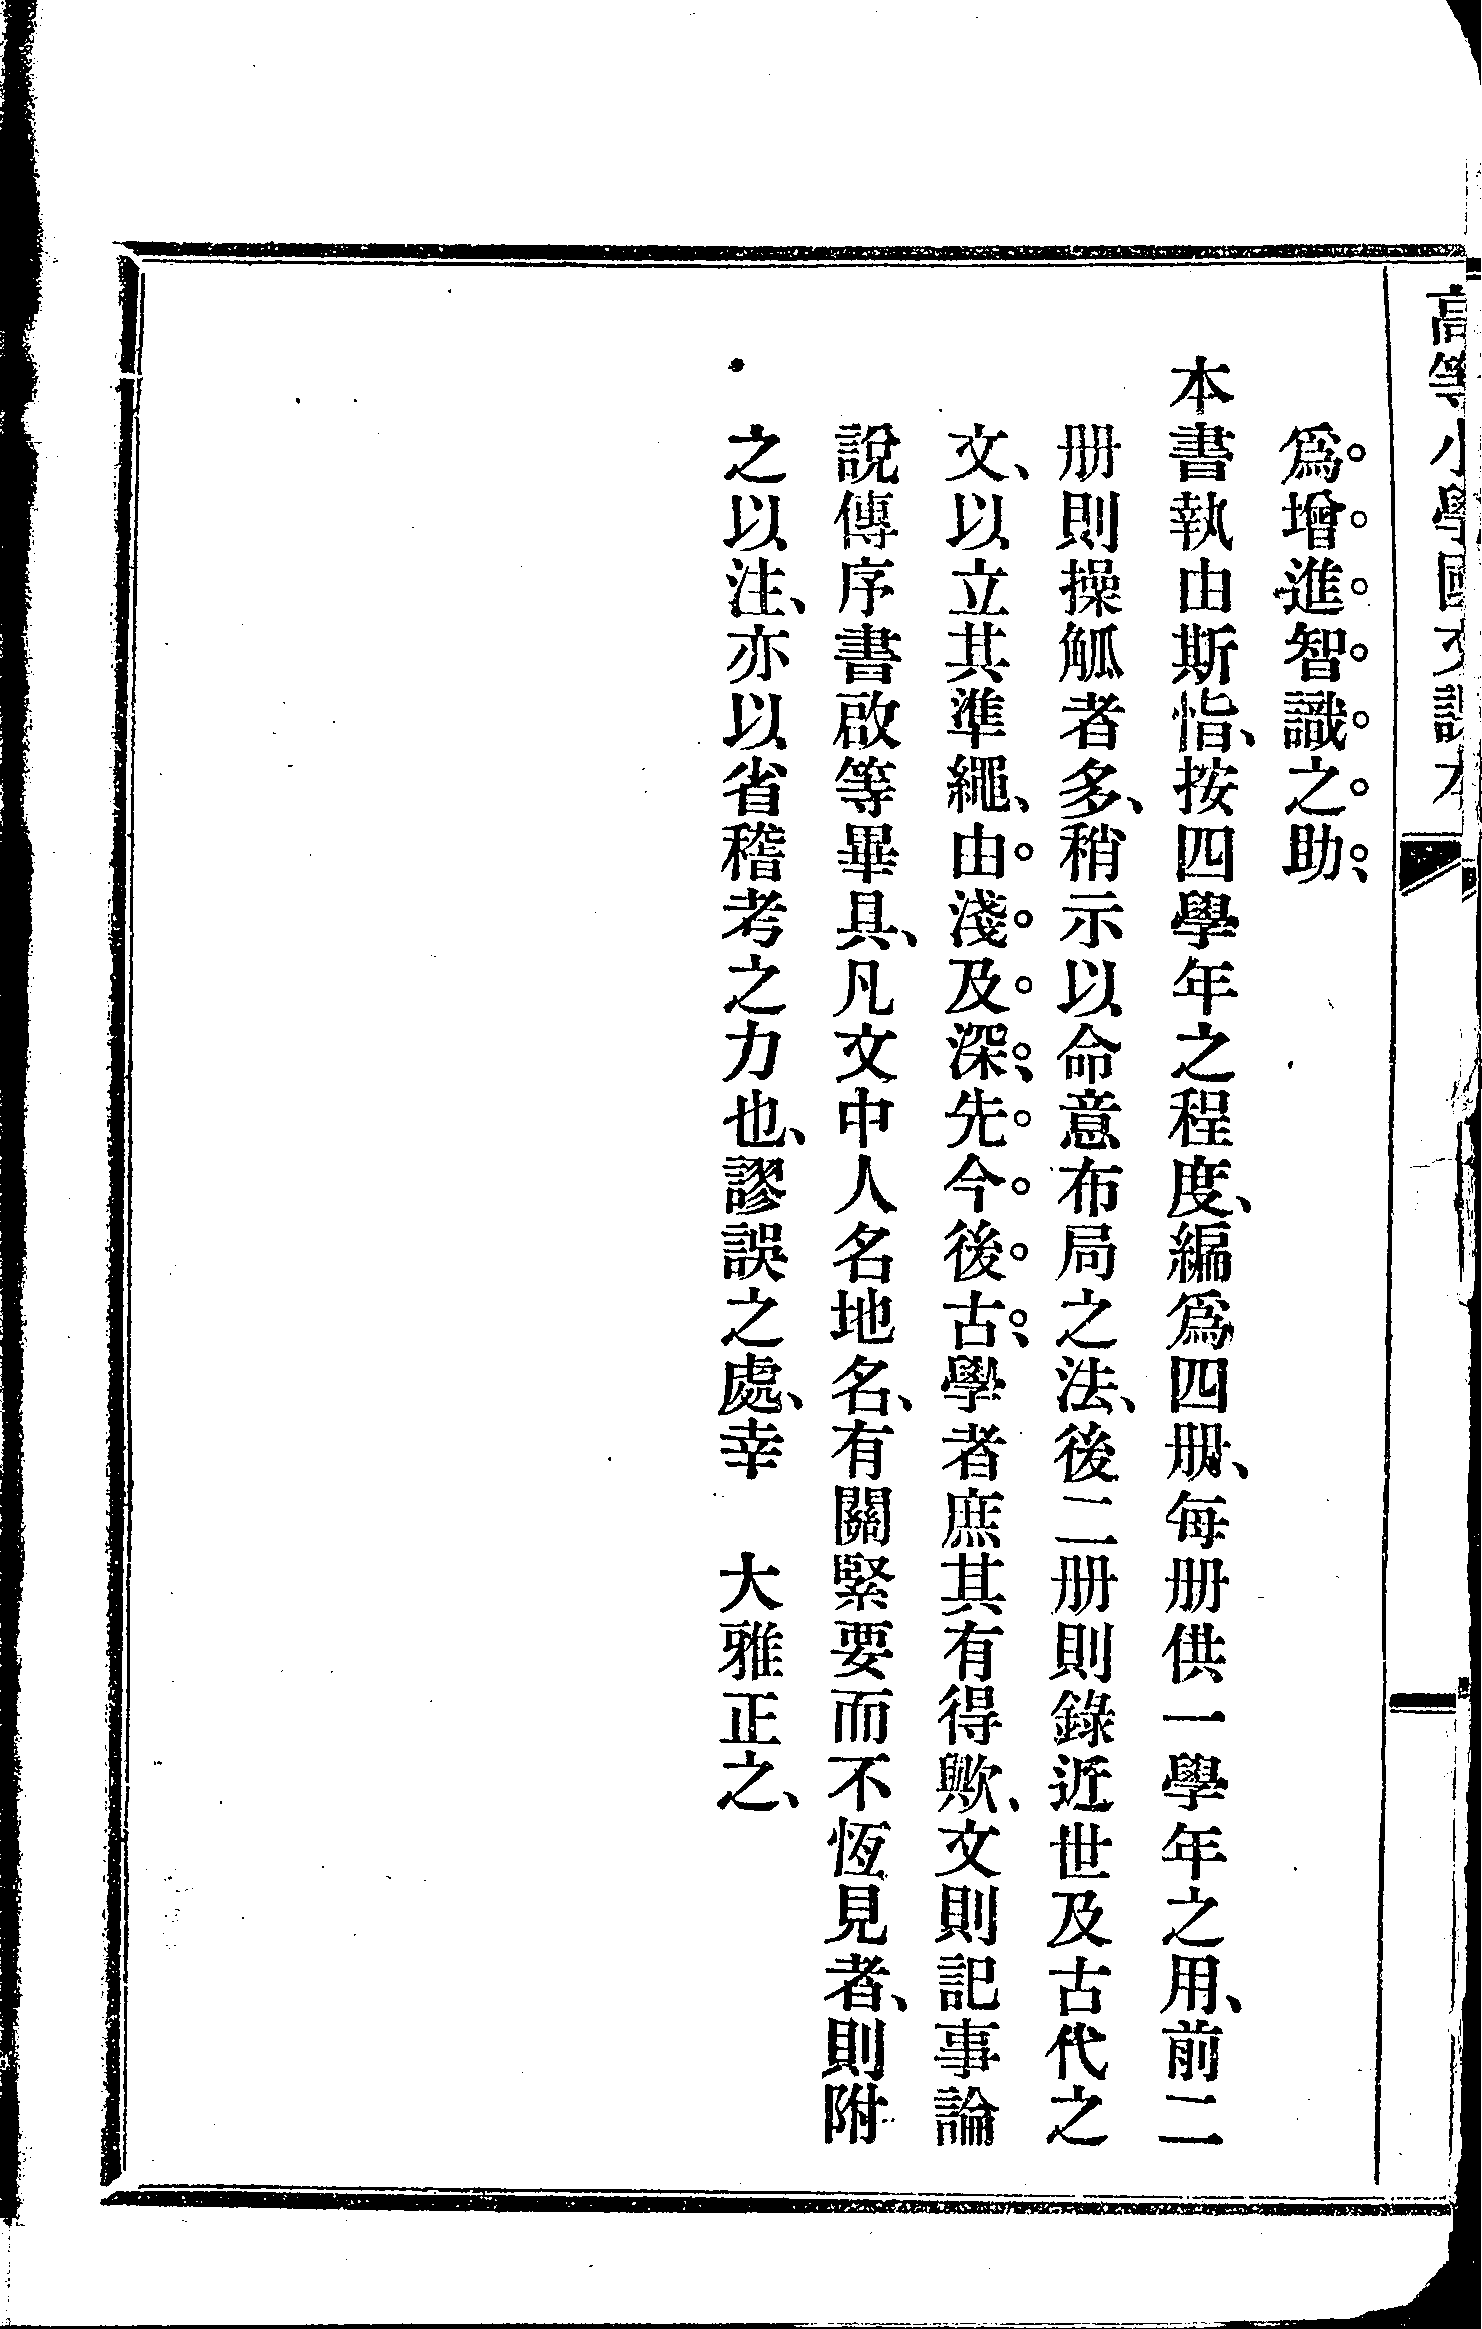 高等小學國文課本
爲增進智識之助、
本書執由斯恉、按四學年之程度、編爲四册、每册供一學年之用、前二
册則操觚者多、稍示以命意布局之法、後二册則錄近世及古代之
文、以立其準繩、由淺及深、先今後古、學者庶其有得歟、文則記事論
說傳序書啟等畢具、凡文中人名地名、有關緊要而不恆見者、則附
之以注、亦以省稽考之力也、謬誤之處、幸　大雅正之、